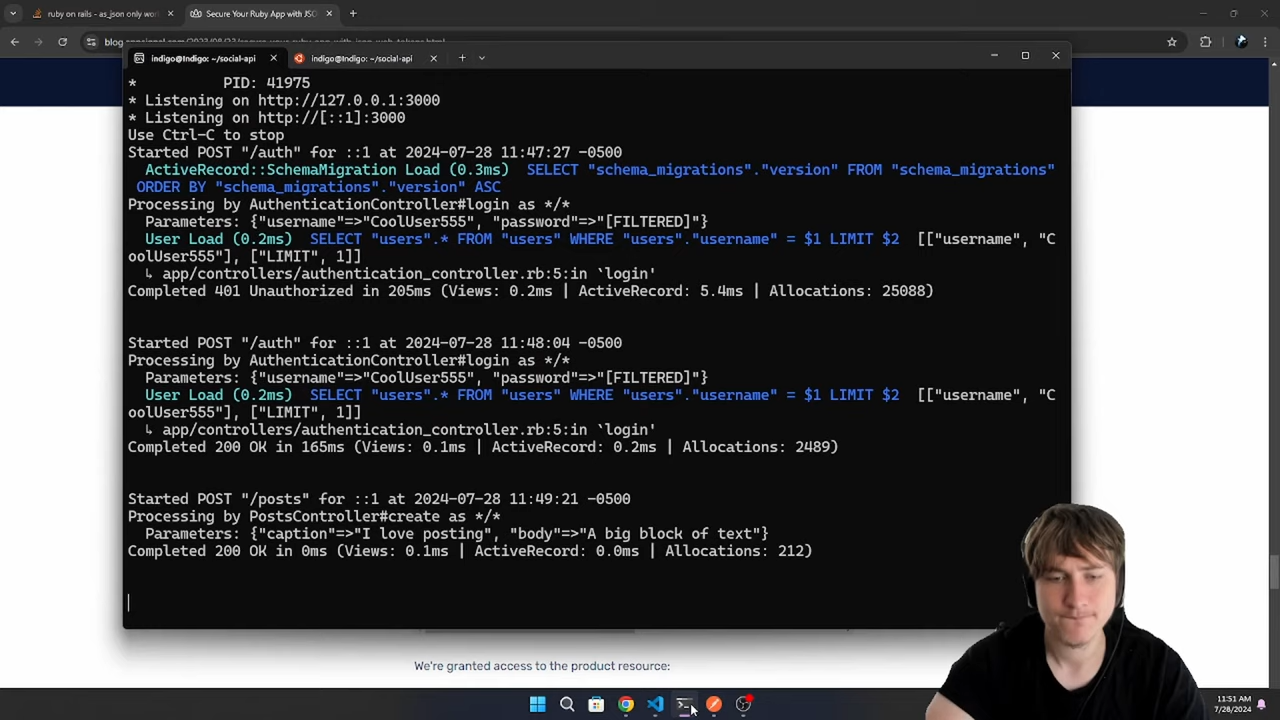 ruby on rails - as_json only wor
Secure Your Ruby App with JSO
indigo@Indigo: ~/social-api
indigo@Indigo: ~/social-api
*        PID: 41975
* Listening on http://127.0.0.1:3000
* Listening on http://[::1]:3000
Use Ctrl-C to stop
Started POST "/auth" for ::1 at 2024-07-28 11:47:27 -0500
ActiveRecord::SchemaMigration Load (0.3ms)  SELECT "schema_migrations"."version" FROM "schema_migrations"
ORDER BY "schema_migrations"."version" ASC
Processing by AuthenticationController#login as */*
Parameters: {"username"=>"CoolUser555", "password"=>"[FILTERED]"}
User Load (0.2ms)  SELECT "users".* FROM "users" WHERE "users"."username" = $1 LIMIT $2  [["username", "C
oolUser555"], ["LIMIT", 1]]
↳ app/controllers/authentication_controller.rb:5:in `login'
Completed 401 Unauthorized in 205ms (Views: 0.2ms | ActiveRecord: 5.4ms | Allocations: 25088)
Started POST "/auth" for ::1 at 2024-07-28 11:48:04 -0500
Processing by AuthenticationController#login as */*
Parameters: {"username"=>"CoolUser555", "password"=>"[FILTERED]"}
User Load (0.2ms)  SELECT "users".* FROM "users" WHERE "users"."username" = $1 LIMIT $2  [["username", "C
oolUser555"], ["LIMIT", 1]]
↳ app/controllers/authentication_controller.rb:5:in `login'
Completed 200 OK in 165ms (Views: 0.1ms | ActiveRecord: 0.2ms | Allocations: 2489)
Started POST "/posts" for ::1 at 2024-07-28 11:49:21 -0500
Processing by PostsController#create as */*
Parameters: {"caption"=>"I love posting", "body"=>"A big block of text"}
Completed 200 OK in 0ms (Views: 0.1ms | ActiveRecord: 0.0ms | Allocations: 212)
We're granted access to the product resource:
11:51 AM
7/28/2024